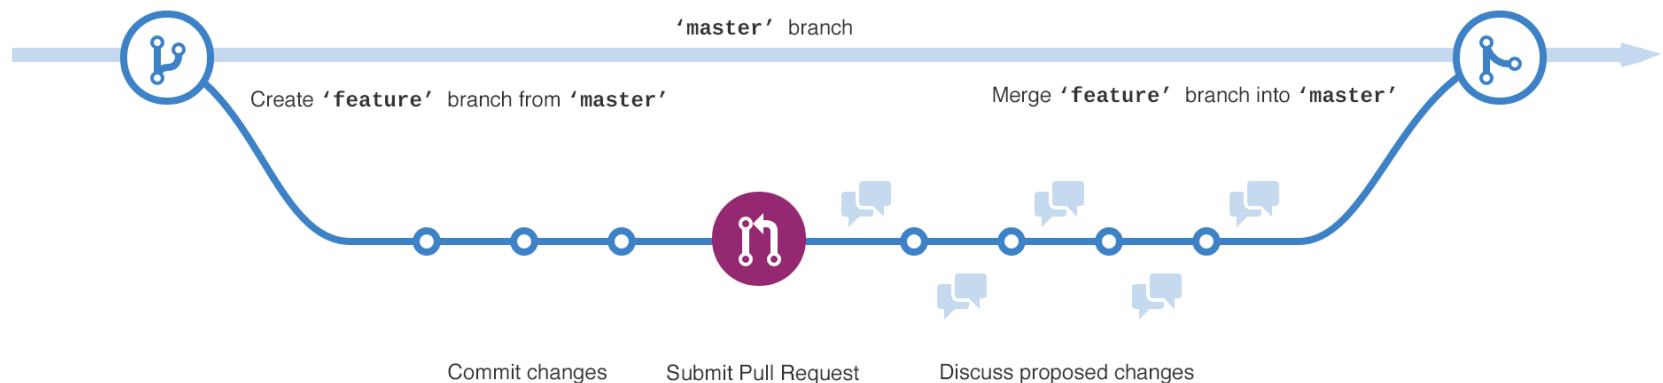 ‘master’ branch
Create ‘feature’ branch from ‘master’
Merge ‘feature’ branch into ‘master’
Commit changes
Submit Pull Request
Discuss proposed changes